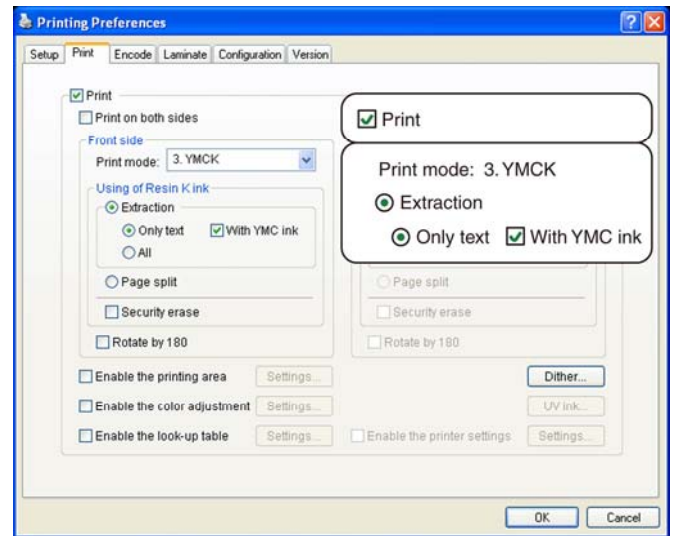 Printing Preferences
Setup Print Encode Laminate Configuration Version
Print
Print on both sides
Front side
Print mode: 3. YMCK
Using of Resin K ink
Extraction
Only text With YMC ink
All
Page split
Security erase
Rotate by 180
Print
Print mode: 3. YMCK
Extraction
Only text With YMC ink
Page split
Security erase
Rotate by 180
Enable the printing area Settings... Dither...
Enable the color adjustment Settings... UV ink...
Enable the look-up table Settings... Enable the printer settings Settings...
OK Cancel